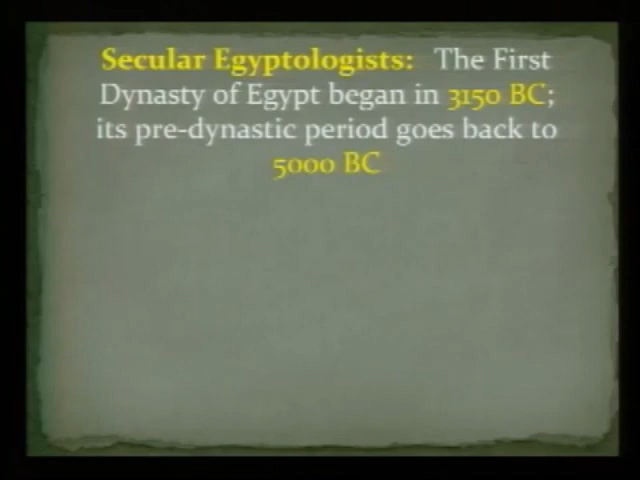 Secular Egyptologists: The First
Dynasty of Egypt began in 3150 BC;
its pre-dynastic period goes back to
5000 BC